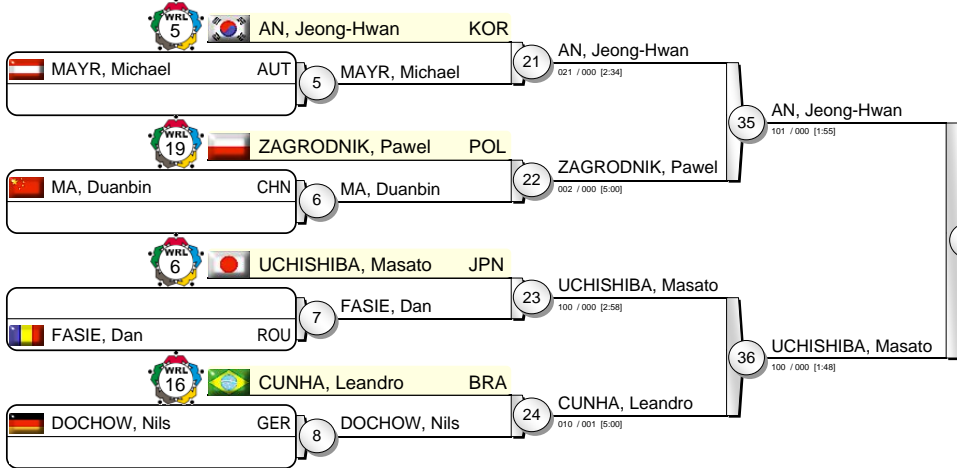 WRL 5 AN, Jeong-Hwan KOR
MAYR, Michael AUT
5 MAYR, Michael
21 AN, Jeong-Hwan
021 / 000 [2:34]
35 AN, Jeong-Hwan
101 / 000 [1:55]
WRL 19 ZAGRODNIK, Pawel POL
MA, Duanbin CHN
6 MA, Duanbin
22 ZAGRODNIK, Pawel
002 / 000 [5:00]
WRL 6 UCHISHIBA, Masato JPN
7 FASIE, Dan
FASIE, Dan ROU
23 UCHISHIBA, Masato
100 / 000 [2:58]
36 UCHISHIBA, Masato
100 / 000 [1:48]
WRL 16 CUNHA, Leandro BRA
DOCHOW, Nils GER
8 DOCHOW, Nils
24 CUNHA, Leandro
010 / 001 [5:00]